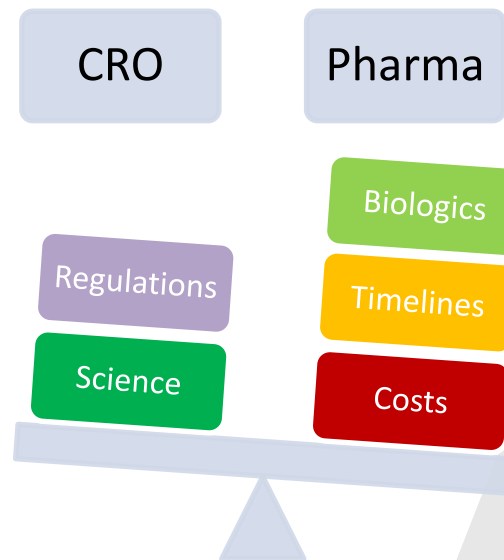 CRO
Pharma
Biologics
Regulations
Timelines
Science
Costs